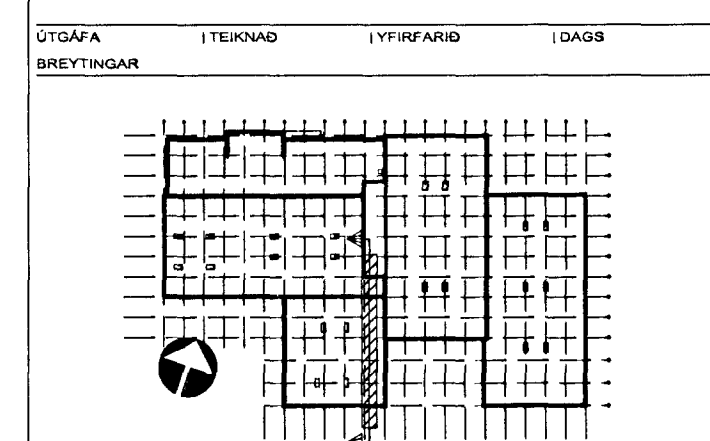 ÚTGÁFA | TEIKNAÐ | YFIRFARIÐ | DAGS
BREYTINGAR